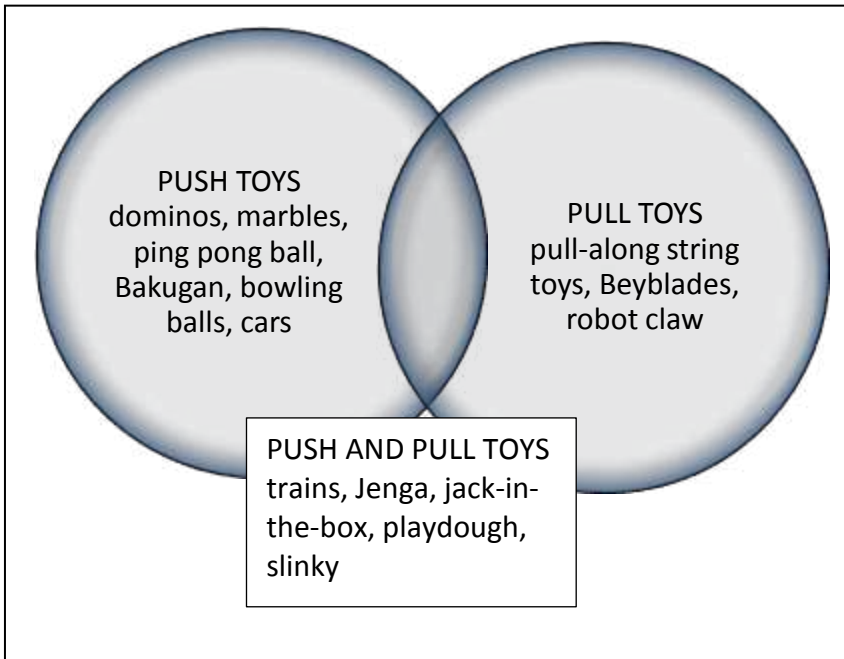 PUSH TOYS
dominos, marbles,
ping pong ball,
Bakugan, bowling
balls, cars
PULL TOYS
pull-along string
toys, Beyblades,
robot claw
PUSH AND PULL TOYS
trains, Jenga, jack-in-
the-box, playdough,
slinky